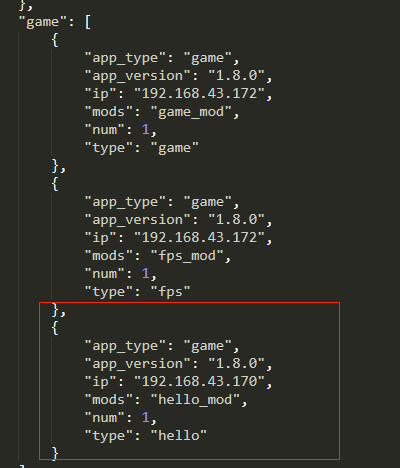 },
"game": [
{
"app_type": "game",
"app_version": "1.8.0",
"ip": "192.168.43.172",
"mods": "game_mod",
"num": 1,
"type": "game"
},
{
"app_type": "game",
"app_version": "1.8.0",
"ip": "192.168.43.172",
"mods": "fps_mod",
"num": 1,
"type": "fps"
},
{
"app_type": "game",
"app_version": "1.8.0",
"ip": "192.168.43.170",
"mods": "hello_mod",
"num": 1,
"type": "hello"
}